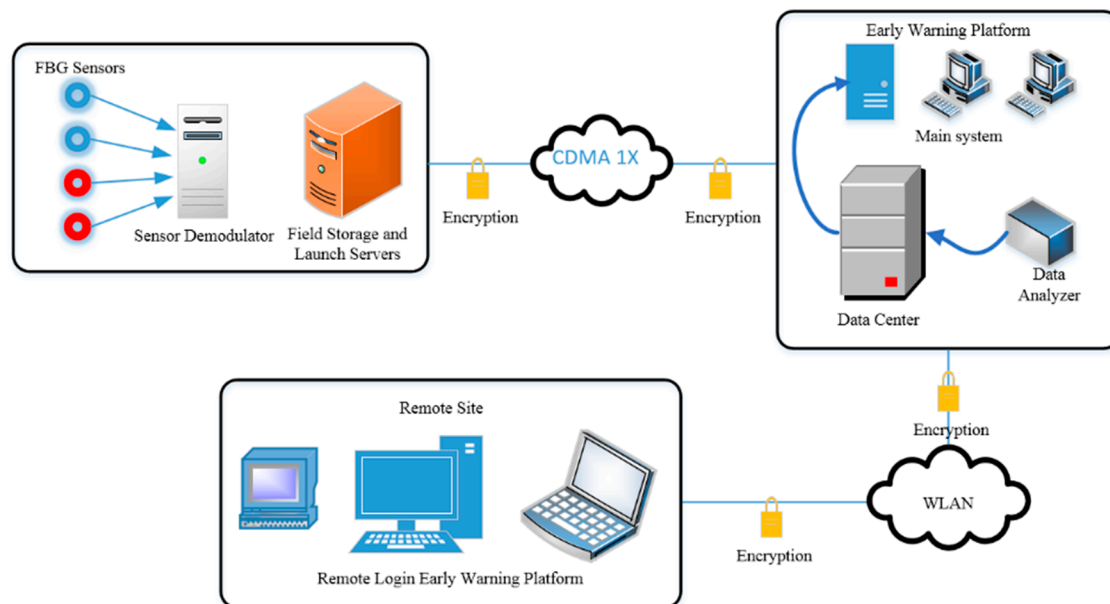 FBG Sensors
Sensor Demodulator
Field Storage and
Launch Servers
Encryption
CDMA 1X
Encryption
Early Warning Platform
Main system
Data Center
Data
Analyzer
Encryption
WLAN
Encryption
Remote Site
Remote Login Early Warning Platform